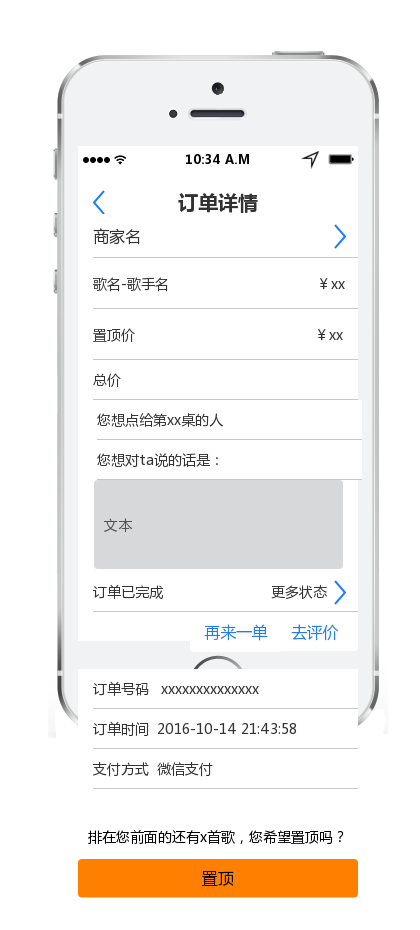 10:34 A.M
订单详情
商家名
歌名-歌手名 ￥xx
置顶价 ￥xx
总价
您想点给第xx桌的人
您想对ta说的话是：
文本
订单已完成 更多状态
再来一单 去评价
订单号码 xxxxxxxxxxxxxx
订单时间 2016-10-14 21:43:58
支付方式 微信支付
排在您前面的还有x首歌，您希望置顶吗？
置顶